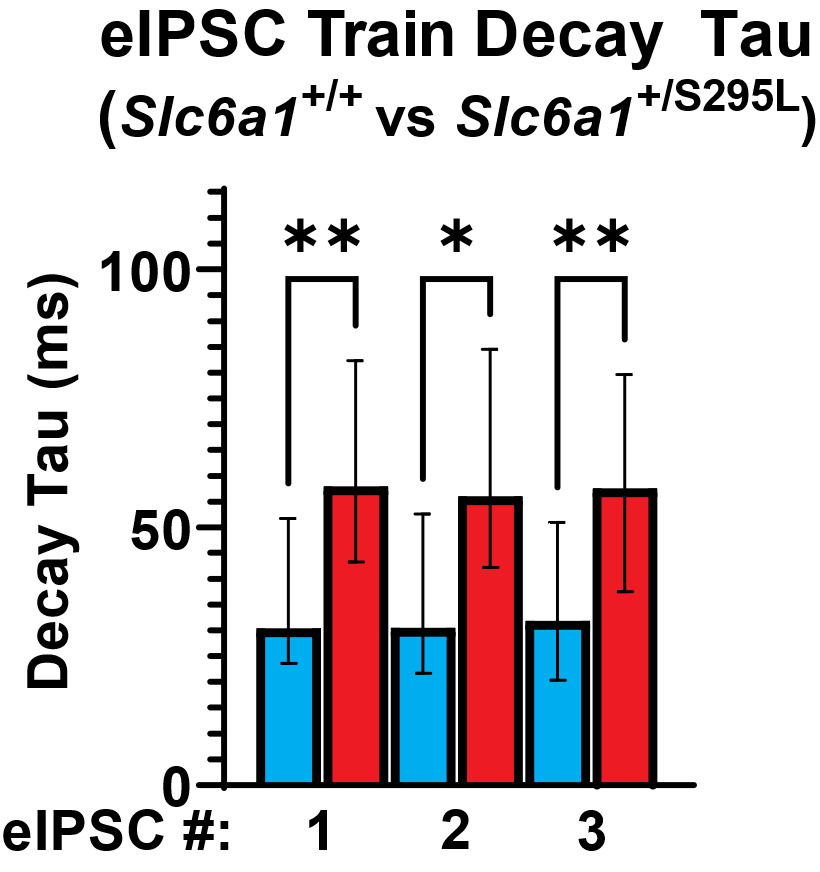 eIPSC Train Decay Tau
(Slc6a1+/+ vs Slc6a1+/S295L)
** * **
100
50
0
Decay Tau (ms)
eIPSC #: 1 2 3